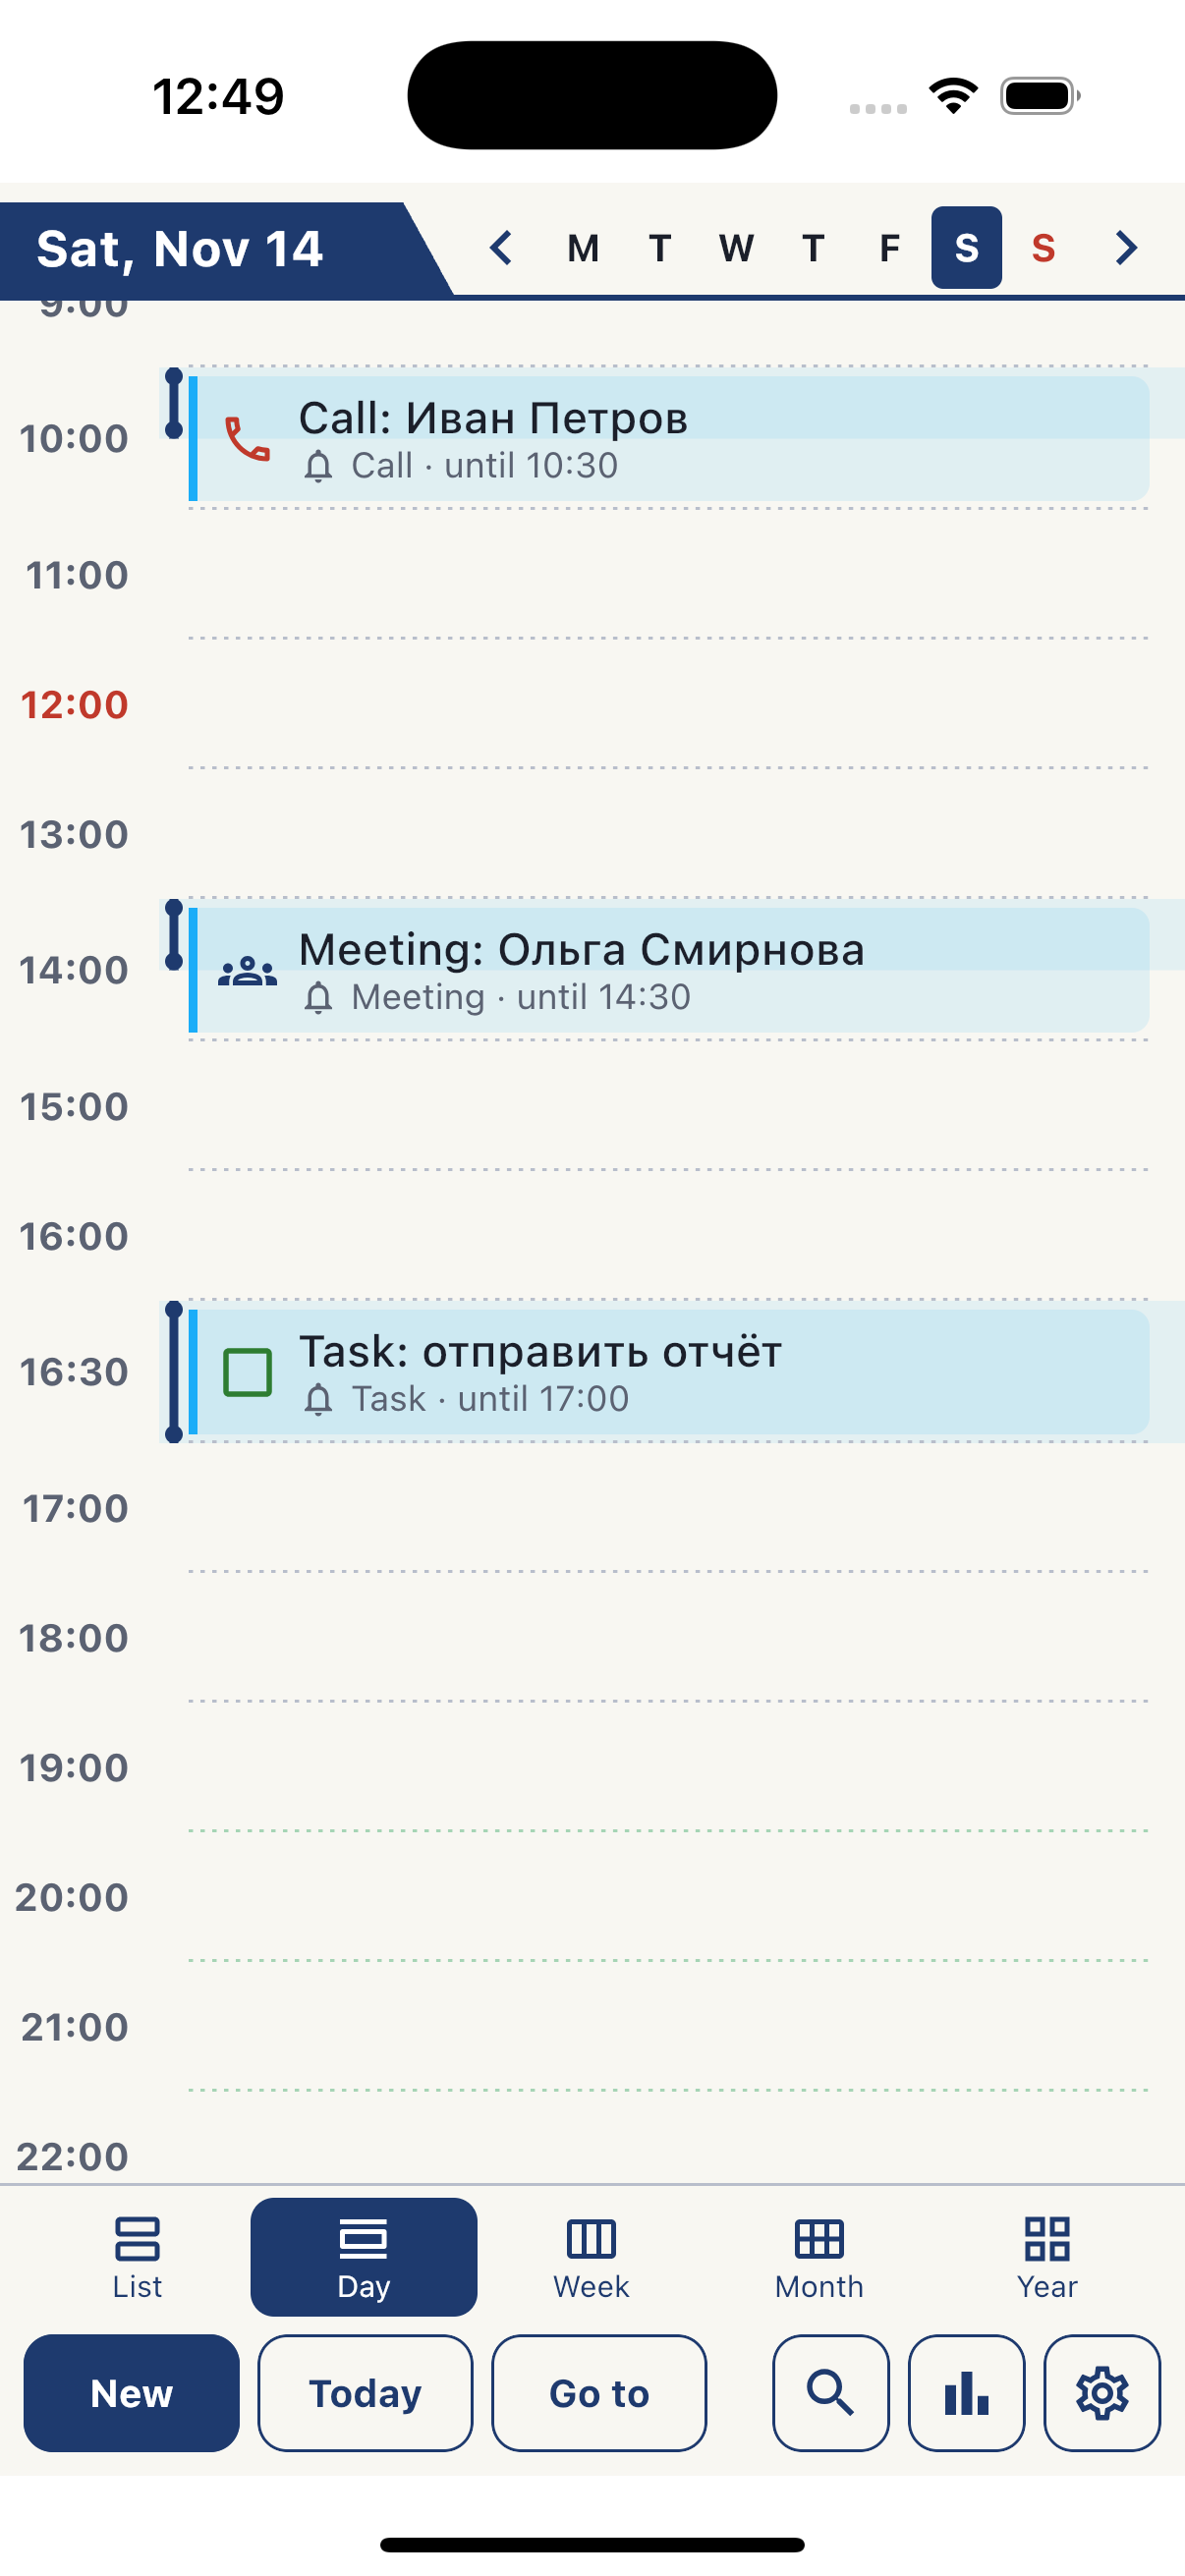 12:49
Sat, Nov 14
M T W T F S S
9:00
10:00
Call: Иван Петров
Call · until 10:30
11:00
12:00
13:00
14:00
Meeting: Ольга Смирнова
Meeting · until 14:30
15:00
16:00
16:30
Task: отправить отчёт
Task · until 17:00
17:00
18:00
19:00
20:00
21:00
22:00
List Day Week Month Year
New Today Go to